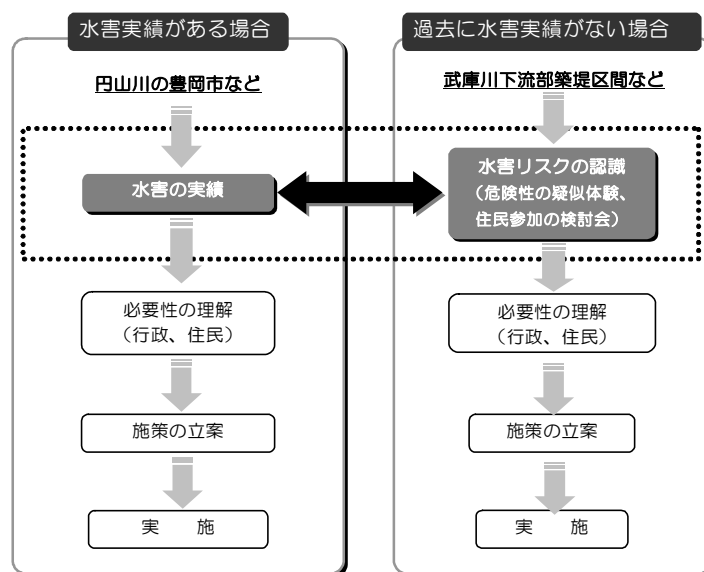 水害実績がある場合
円山川の豊岡市など
水害の実績
必要性の理解
（行政、住民）
施策の立案
実　　施
過去に水害実績がない場合
武庫川下流部築堤区間など
水害リスクの認識
（危険性の疑似体験、
住民参加の検討会）
必要性の理解
（行政、住民）
施策の立案
実　　施